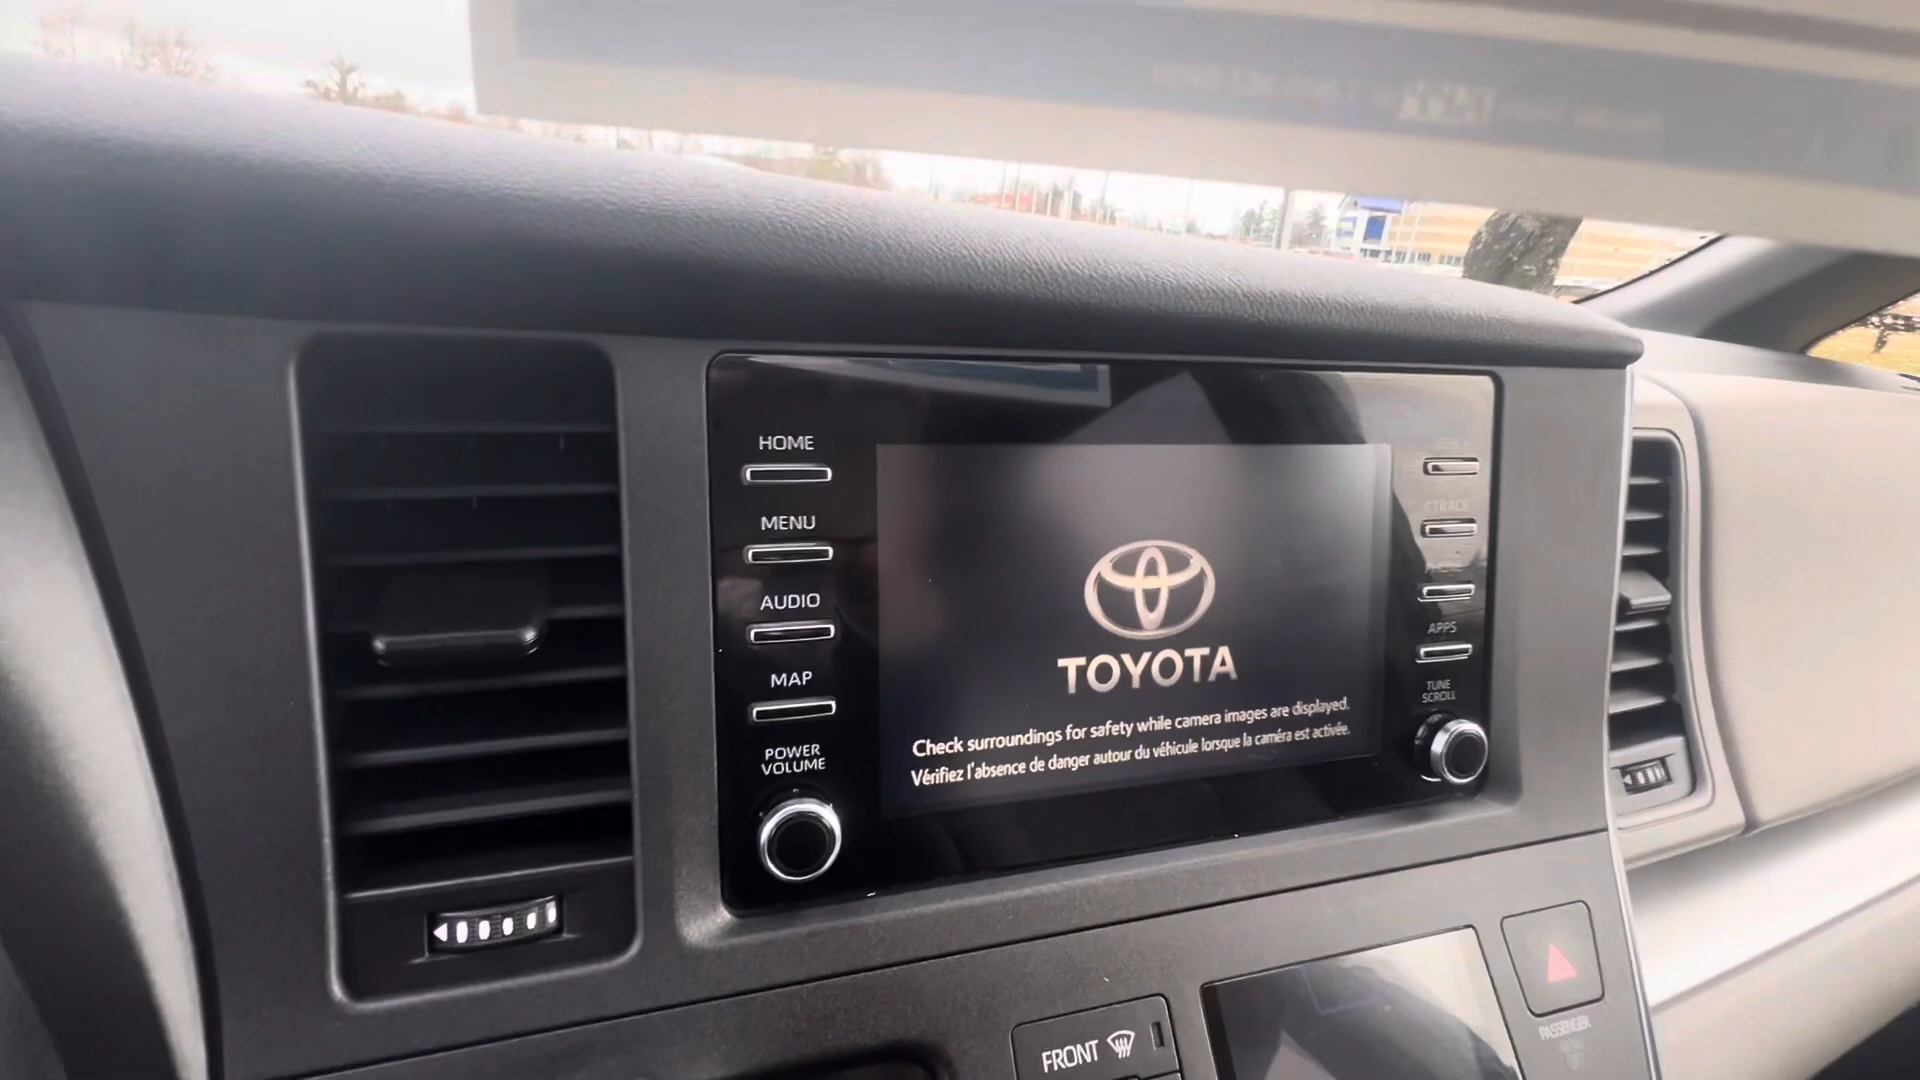 HOME
MENU
AUDIO
MAP
POWER
VOLUME
TOYOTA
Check surroundings for safety while camera images are displayed.
Vérifiez l'absence de danger autour du véhicule lorsque la caméra est activée.
APPS
TUNE
SCROLL
FRONT
PASSENGER